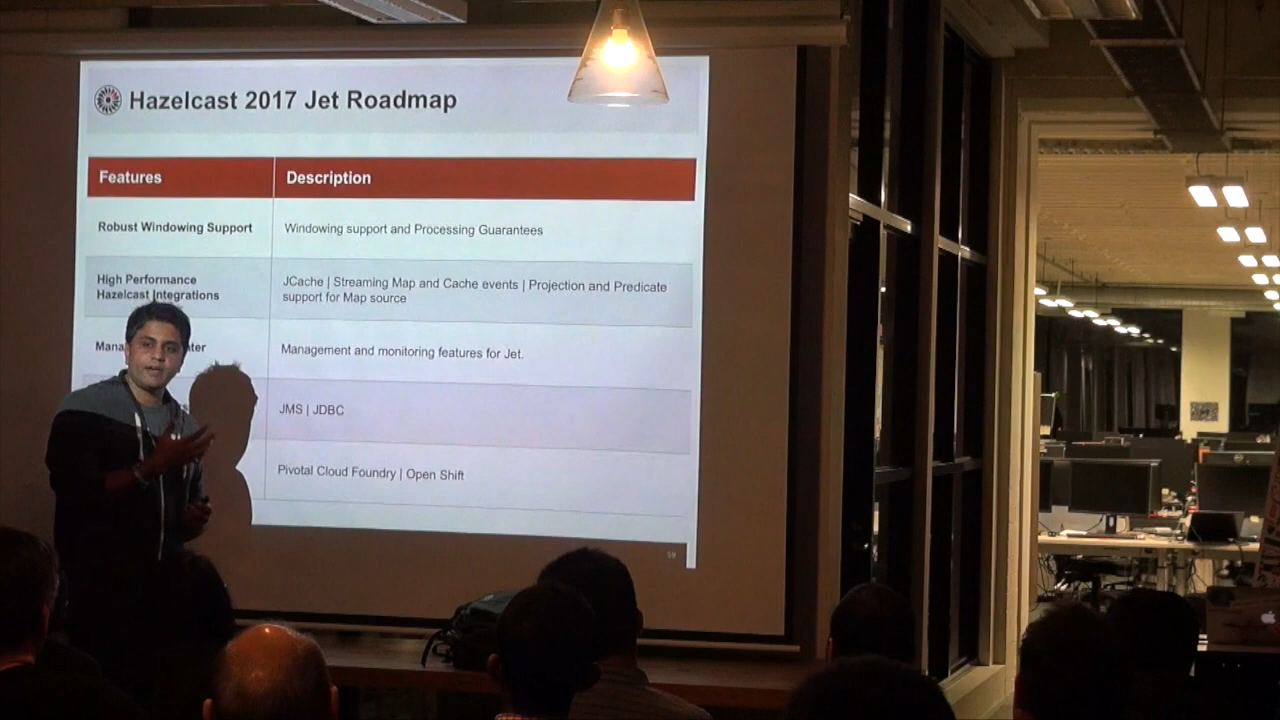 Hazelcast 2017 Jet Roadmap
Features
Description
Robust Windowing Support
Windowing support and Processing Guarantees
High Performance
Hazelcast Integrations
JCache | Streaming Map and Cache events | Projection and Predicate
support for Map source
Management and monitoring features for Jet.
JMS | JDBC
Pivotal Cloud Foundry | Open Shift
59